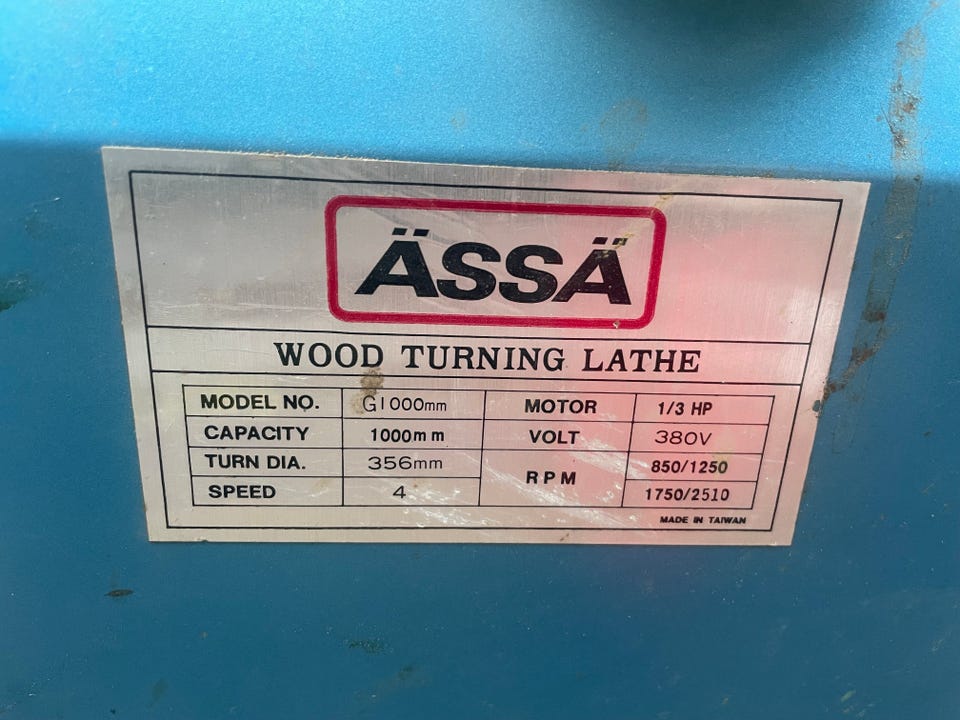 ÄSSÄ
WOOD TURNING LATHE
MODEL NO. G1000mm MOTOR 1/3 HP
CAPACITY 1000mm VOLT 380V
TURN DIA. 356mm RPM 850/1250
SPEED 4 1750/2510
MADE IN TAIWAN